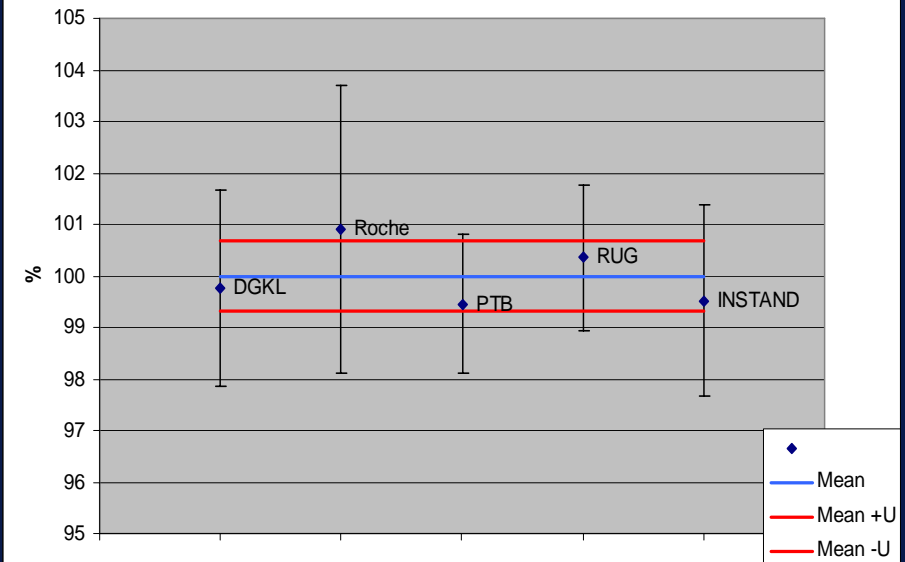 105
104
103
102
101
100
99
98
97
96
95
%
DGKL
Roche
PTB
RUG
INSTAND
Mean
Mean +U
Mean -U